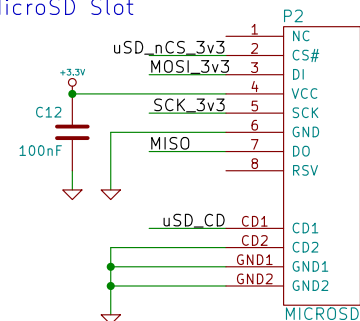 icroSD Slot
P2
1 NC
uSD_nCS_3v3 2 CS#
MOSI_3v3 3 DI
+3.3V
4 VCC
C12
100nF
SCK_3v3 5 SCK
6 GND
MISO 7 DO
8 RSV
uSD_CD CD1 CD1
CD2 CD2
GND1 GND1
GND2 GND2
MICROSD